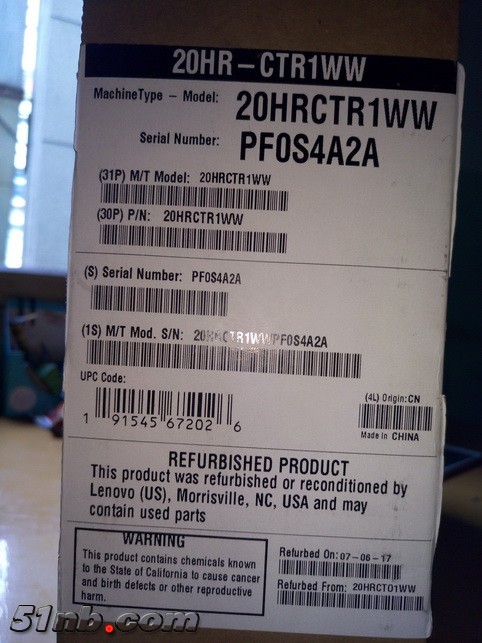 20HR-CTR1WW
MachineType - Model: 20HRCTR1WW
Serial Number: PF0S4A2A
(31P) M/T Model: 20HRCTR1WW
(30P) P/N: 20HRCTR1WW
(S) Serial Number: PF0S4A2A
(1S) M/T Mod. S/N: 20HRCTR1WWPF0S4A2A
UPC Code:
1 91545 67202 6
(4L) Origin:CN
Made in CHINA
REFURBISHED PRODUCT
This product was refurbished or reconditioned by
Lenovo (US), Morrisville, NC, USA and may
contain used parts
WARNING
This product contains chemicals known
to the State of California to cause cancer
and birth defects or other reproductive
harm.
Refurbished On: 07-06-17
Refurbished From: 20HRCTO1WW
51nb.com